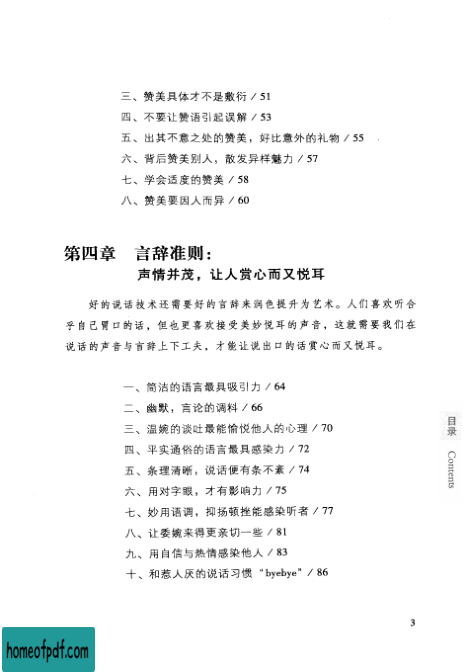 三、赞美具体才不是敷衍 / 51
四、不要让赞语引起误解 / 53
五、出其不意之处的赞美，好比意外的礼物 / 55
六、背后赞美别人，散发异样魅力 / 57
七、学会适度的赞美 / 58
八、赞美要因人而异 / 60
第四章 言辞准则：
声情并茂，让人赏心而又悦耳
好的说话技术还需要好的言辞来润色提升为艺术。人们喜欢听合
乎自己胃口的话，但也更喜欢接受美妙悦耳的声音，这就需要我们在
说话的声音与言辞上下工夫，才能让说出口的话赏心而又悦耳。
一、简洁的语言最具吸引力 / 64
二、幽默，言论的调料 / 66
三、温婉的谈吐最能愉悦他人的心理 / 70
四、平实通俗的语言最具感染力 / 72
五、条理清晰，说话便有条不紊 / 74
六、用对字眼，才有影响力 / 75
七、妙用语调，抑扬顿挫能感染听者 / 77
八、让委婉来得更亲切一些 / 81
九、用自信与热情感染他人 / 83
十、和惹人厌的说话习惯“byebye” / 86
目录 Contents
3
homeofpdf.com